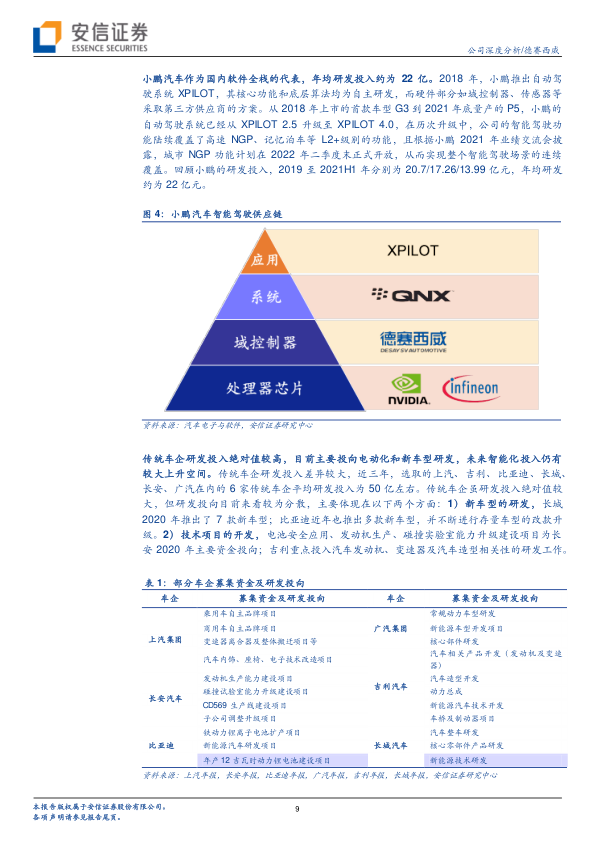 安信证券
ESSENCE SECURITIES
公司深度分析/德赛西威
小鹏汽车作为国内软件全栈的代表，年均研发投入约为 22 亿。2018 年，小鹏推出自动驾
驶系统 XPILOT，其核心功能和底层算法均为自主研发，而硬件部分如域控制器、传感器等
采取第三方供应商的方案。从 2018 年上市的首款车型 G3 到 2021 年底量产的 P5，小鹏的
自动驾驶系统已经从 XPILOT 2.5 升级至 XPILOT 4.0，在历次升级中，公司的智能驾驶功
能陆续覆盖了高速 NGP、记忆泊车等 L2+级别的功能，且根据小鹏 2021 年业绩交流会披
露，城市 NGP 功能计划在 2022 年二季度末正式开放，从而实现整个智能驾驶场景的连续
覆盖。回顾小鹏的研发投入，2019 至 2021H1 年分别为 20.7/17.26/13.99 亿元，年均研发
约为 22 亿元。
图 4：小鹏汽车智能驾驶供应链
应用
XPILOT
系统
QNX
域控制器
德赛西威
DESAY SV AUTOMOTIVE
处理器芯片
NVIDIA.
infineon
资料来源：汽车电子与软件，安信证券研究中心
传统车企研发投入绝对值较高，目前主要投向电动化和新车型研发，未来智能化投入仍有
较大上升空间。传统车企研发投入差异较大，近三年，选取的上汽、吉利、比亚迪、长城、
长安、广汽在内的 6 家传统车企平均研发投入为 50 亿左右。传统车企虽研发投入绝对值较
大，但研发投向目前来看较为分散，主要体现在以下两个方面：1）新车型的研发，长城
2020 年推出了 7 款新车型；比亚迪近年也推出多款新车型，并不断进行存量车型的改款升
级。2）技术项目的开发，电池安全应用、发动机生产、碰撞实验室能力升级建设项目为长
安 2020 年主要资金投向；吉利重点投入汽车发动机、变速器及汽车造型相关性的研发工作。
表 1：部分车企募集资金及研发投向
车企 募集资金及研发投向 车企 募集资金及研发投向
上汽集团 乘用车自主品牌项目 广汽集团 常规动力车型研发
商用车自主品牌项目 新能源车型开发项目
变速器离合器及整体搬迁项目等 核心部件研发
汽车内饰、座椅、电子技术改造项目 吉利汽车 汽车相关产品开发（发动机及变速
器）
长安汽车 发动机生产能力建设项目 汽车造型开发
碰撞试验室能力升级建设项目 动力总成
CD569 生产线建设项目 新能源汽车技术开发
子公司调整升级项目 车桥及制动器项目
比亚迪 铁动力锂电池扩产项目 长城汽车 汽车整车研发
新能源汽车研发项目 核心零部件产品研发
年产 12 吉瓦时动力锂电池建设项目 新能源技术研发
资料来源：上汽年报，长安年报，比亚迪年报，广汽年报，吉利年报，长城年报，安信证券研究中心
本报告版权属于安信证券股份有限公司。
各项声明请参见报告尾页。
9